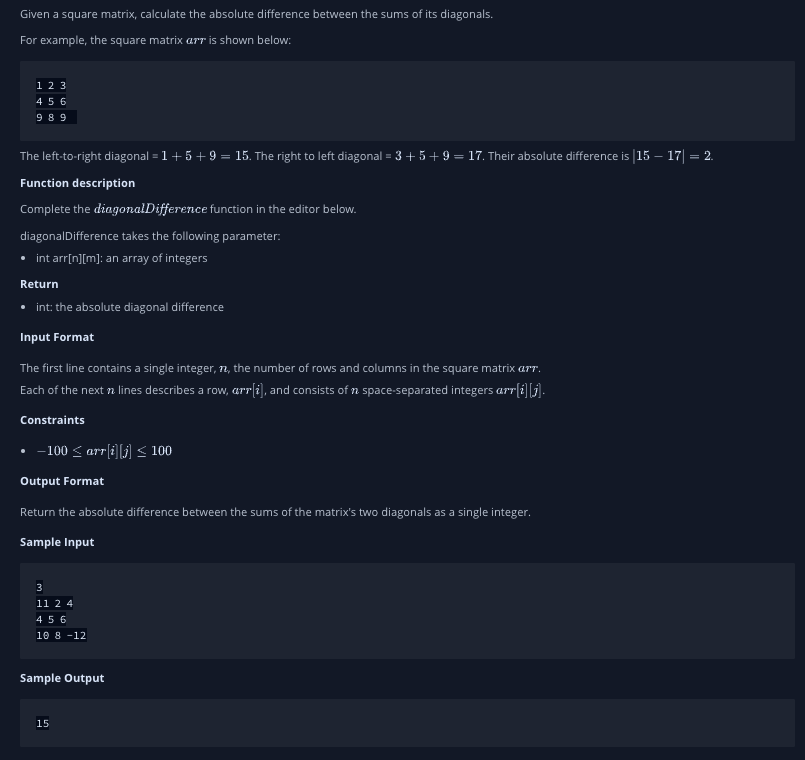 Given a square matrix, calculate the absolute difference between the sums of its diagonals.
For example, the square matrix arr is shown below:
1 2 3
4 5 6
9 8 9
The left-to-right diagonal = 1 + 5 + 9 = 15. The right to left diagonal = 3 + 5 + 9 = 17. Their absolute difference is |15 − 17| = 2.
Function description
Complete the diagonalDifference function in the editor below.
diagonalDifference takes the following parameter:
• int arr[n][m]: an array of integers
Return
• int: the absolute diagonal difference
Input Format
The first line contains a single integer, n, the number of rows and columns in the square matrix arr.
Each of the next n lines describes a row, arr[i], and consists of n space-separated integers arr[i][j].
Constraints
• −100 ≤ arr[i][j] ≤ 100
Output Format
Return the absolute difference between the sums of the matrix's two diagonals as a single integer.
Sample Input
3
11 2 4
4 5 6
10 8 -12
Sample Output
15